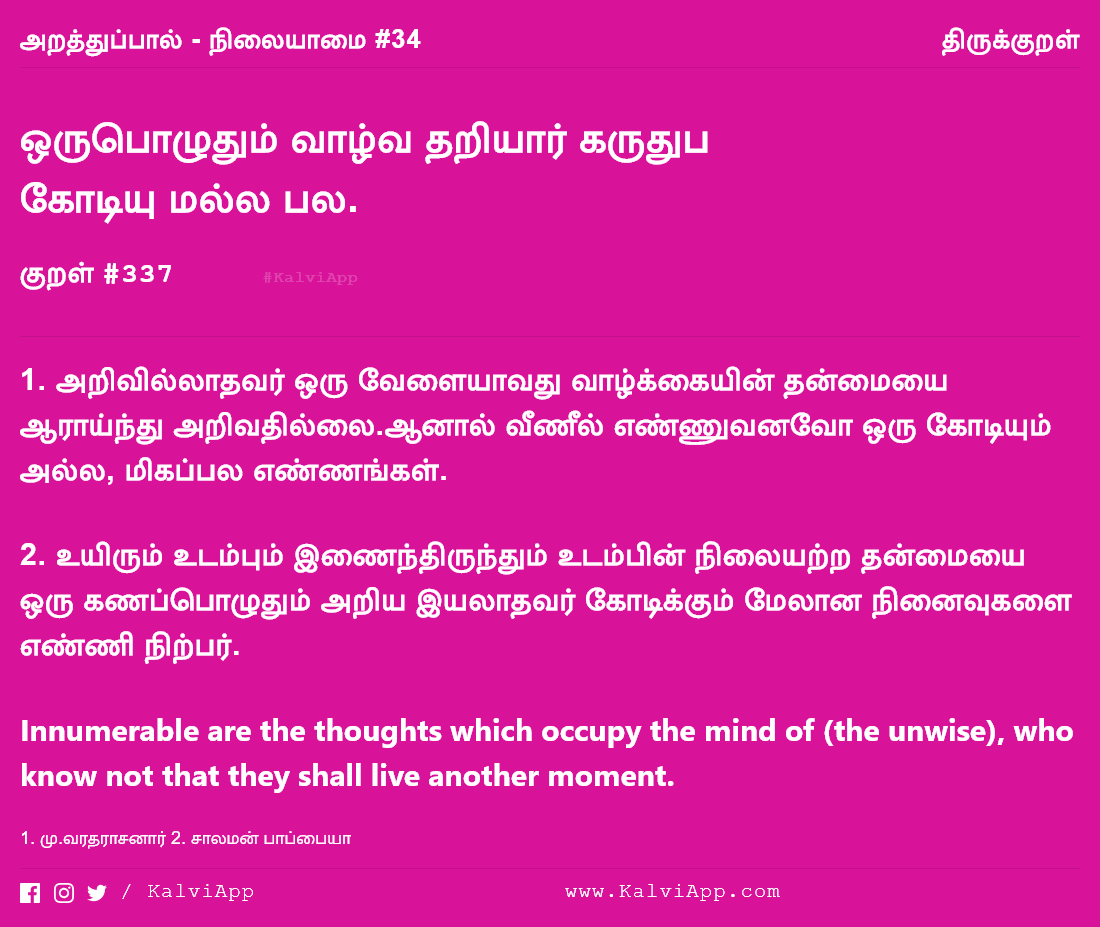 அறத்துப்பால் - நிலையாமை #34
திருக்குறள்
ஒருபொழுதும் வாழ்வ தறியார் கருதுப
கோடியு மல்ல பல.
குறள் #337
#KalviApp
1. அறிவில்லாதவர் ஒரு வேளையாவது வாழ்க்கையின் தன்மையை
ஆராய்ந்து அறிவதில்லை.ஆனால் வீணீல் எண்ணுவனவோ ஒரு கோடியும்
அல்ல, மிகப்பல எண்ணங்கள்.
2. உயிரும் உடம்பும் இணைந்திருந்தும் உடம்பின் நிலையற்ற தன்மையை
ஒரு கணப்பொழுதும் அறிய இயலாதவர் கோடிக்கும் மேலான நினைவுகளை
எண்ணி நிற்பர்.
Innumerable are the thoughts which occupy the mind of (the unwise), who
know not that they shall live another moment.
1. மு.வரதராசனார் 2. சாலமன் பாப்பையா
/ KalviApp
www.KalviApp.com